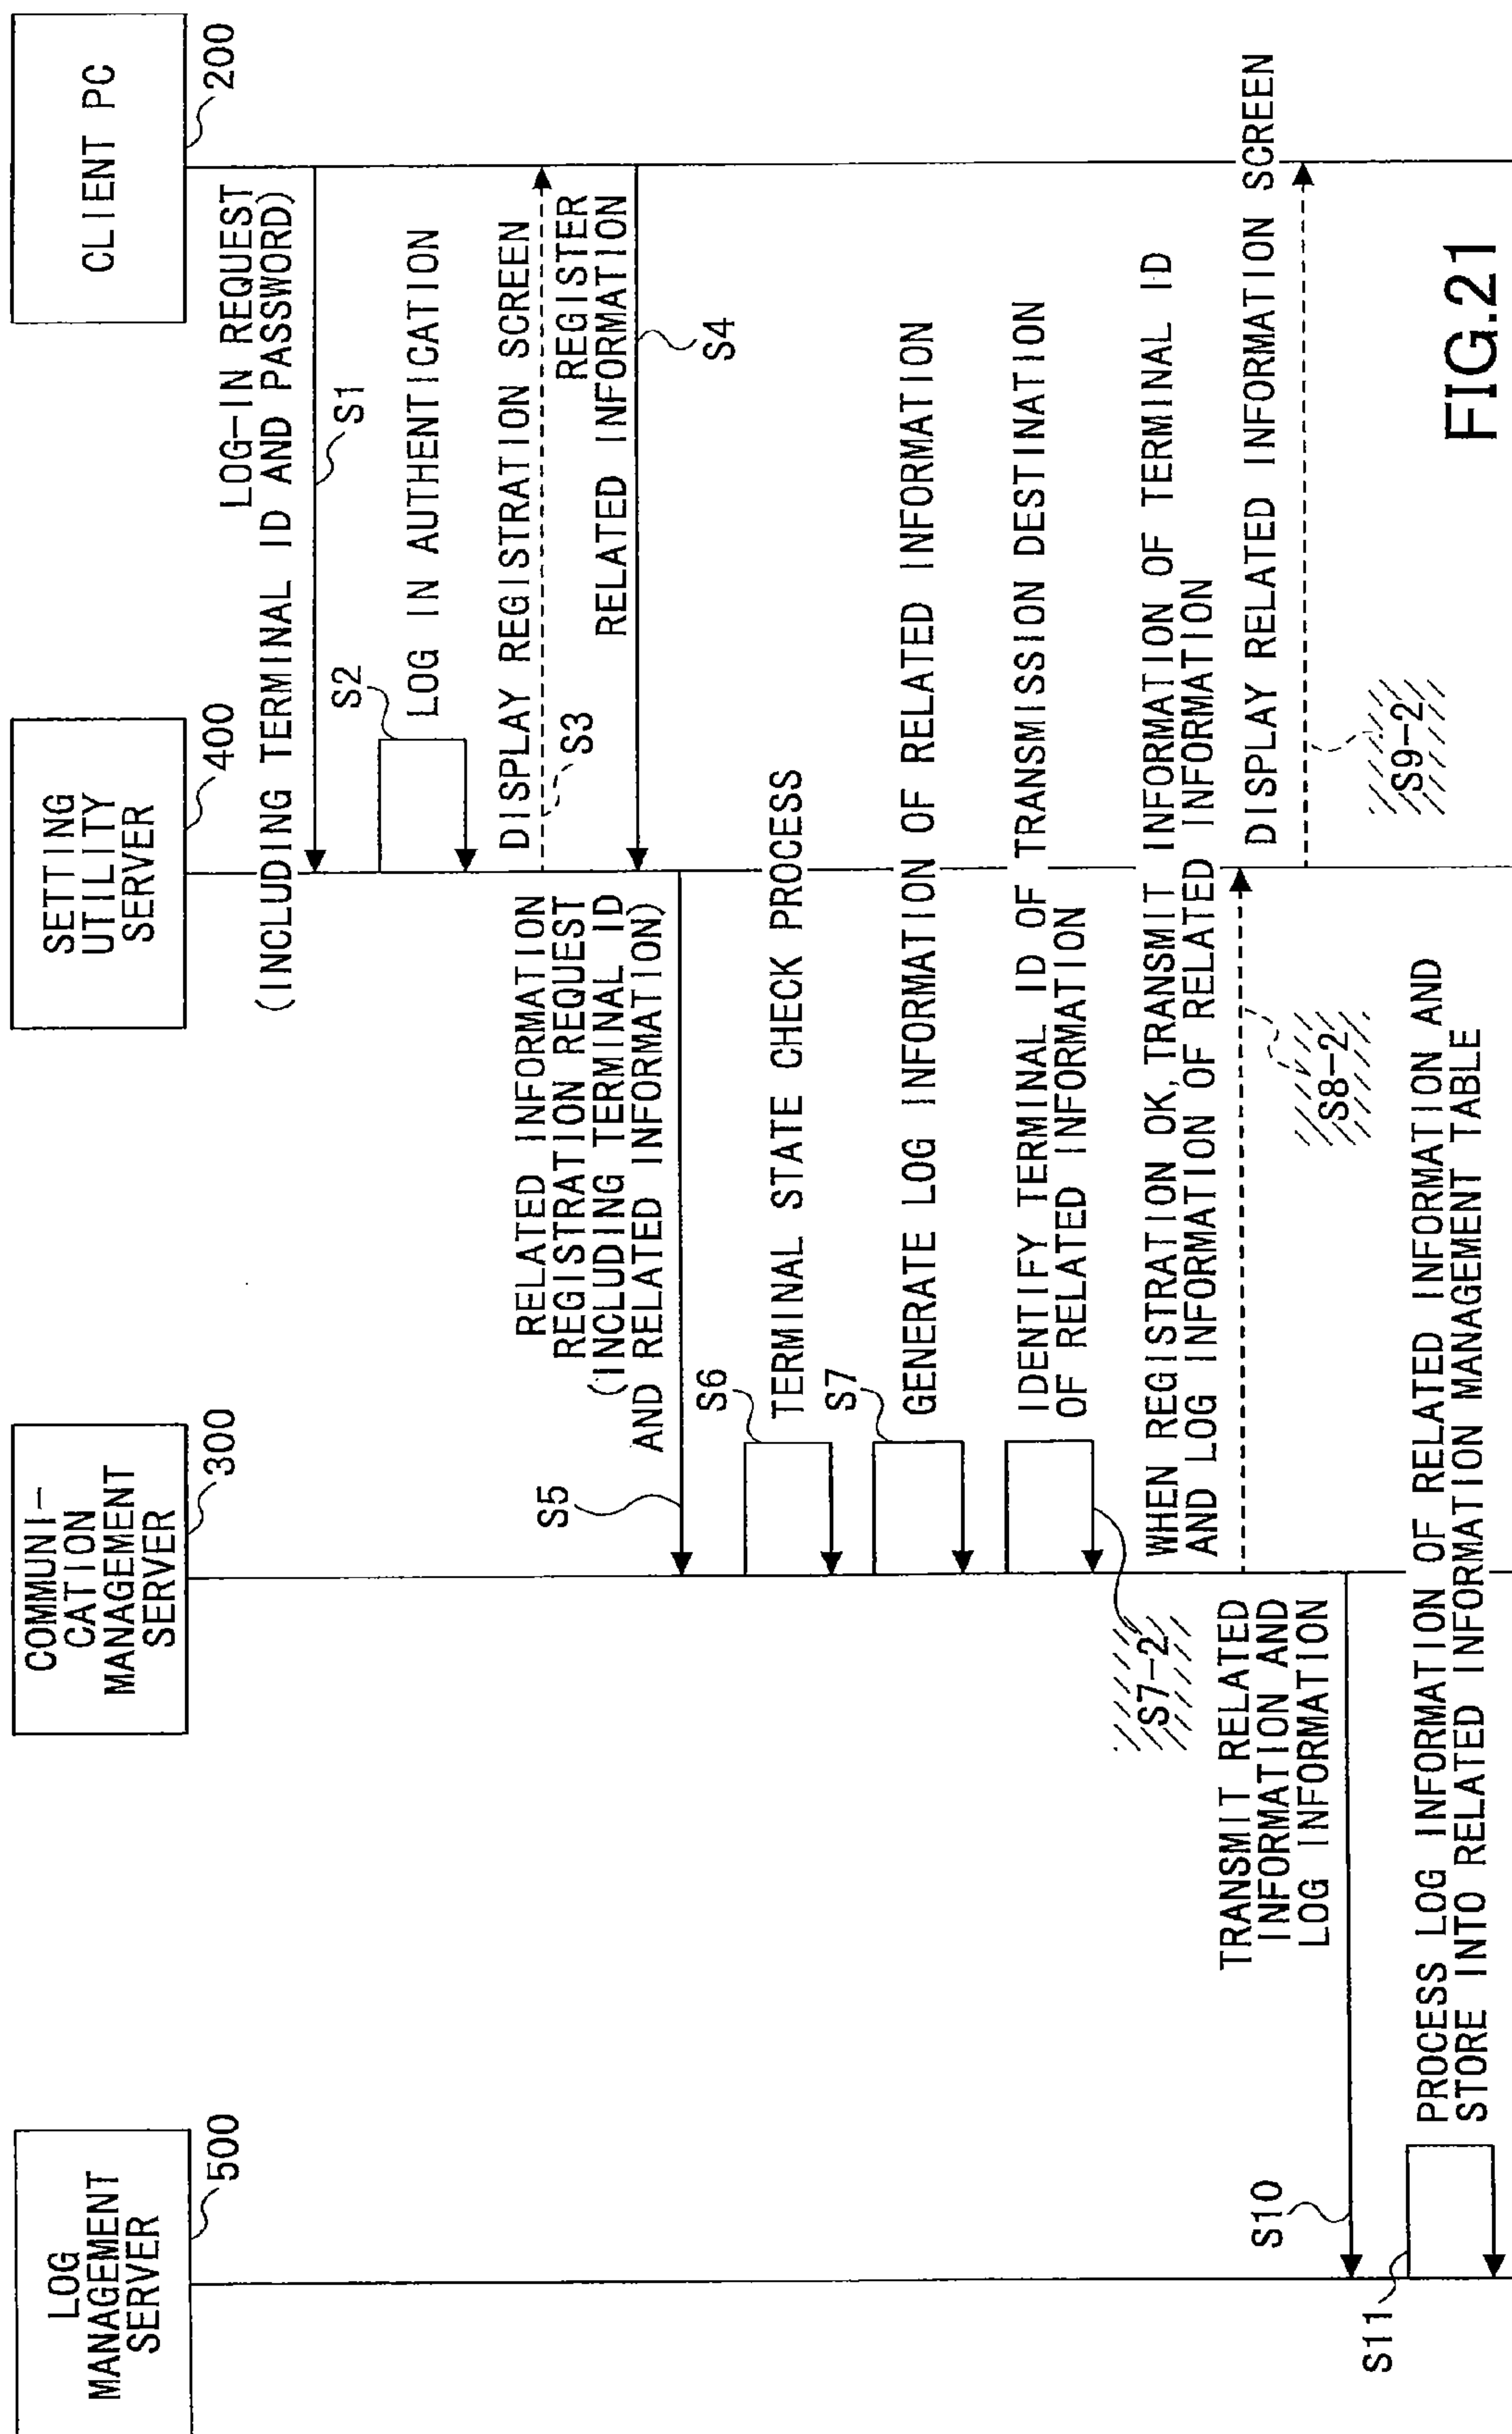 LOG
MANAGEMENT
SERVER
500
COMMUNI-
CATION
MANAGEMENT
SERVER
300
SETTING
UTILITY
SERVER
400
CLIENT PC
200
LOG-IN REQUEST
(INCLUDING TERMINAL ID AND PASSWORD)
S1
S2
LOG IN AUTHENTICATION
DISPLAY REGISTRATION SCREEN
S3
REGISTER
RELATED INFORMATION
S4
RELATED INFORMATION
REGISTRATION REQUEST
(INCLUDING TERMINAL ID
AND RELATED INFORMATION)
S5
S6
TERMINAL STATE CHECK PROCESS
S7
GENERATE LOG INFORMATION OF RELATED INFORMATION
IDENTIFY TERMINAL ID OF TRANSMISSION DESTINATION
OF RELATED INFORMATION
S7-2
WHEN REGISTRATION OK, TRANSMIT INFORMATION OF TERMINAL ID
AND LOG INFORMATION OF RELATED INFORMATION
S8-2
DISPLAY RELATED INFORMATION SCREEN
S9-2
TRANSMIT RELATED
INFORMATION AND
LOG INFORMATION
S10
S11
PROCESS LOG INFORMATION OF RELATED INFORMATION AND
STORE INTO RELATED INFORMATION MANAGEMENT TABLE
FIG.21